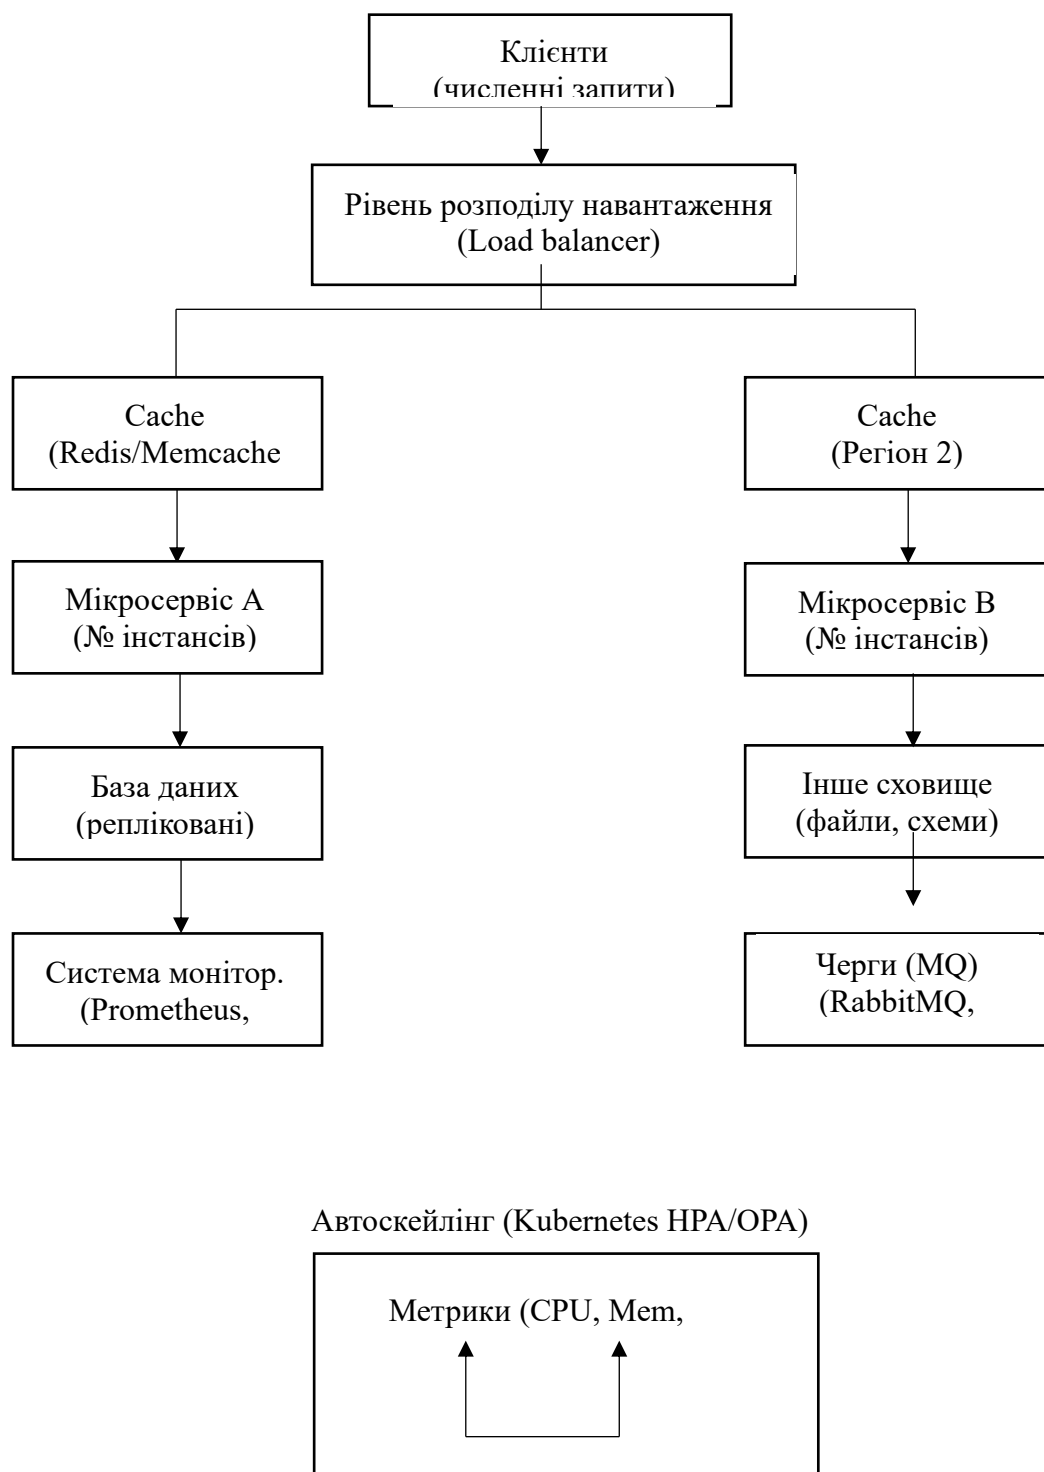 Клієнти
(численні запити)
Рівень розподілу навантаження
(Load balancer)
Cache
(Redis/Memcache
Cache
(Регіон 2)
Мікросервіс A
(№ інстансів)
Мікросервіс B
(№ інстансів)
База даних
(репліковані)
Інше сховище
(файли, схеми)
Система монітор.
(Prometheus,
Черги (MQ)
(RabbitMQ,
Автоскейлінг (Kubernetes HPA/OPA)
Метрики (CPU, Mem,